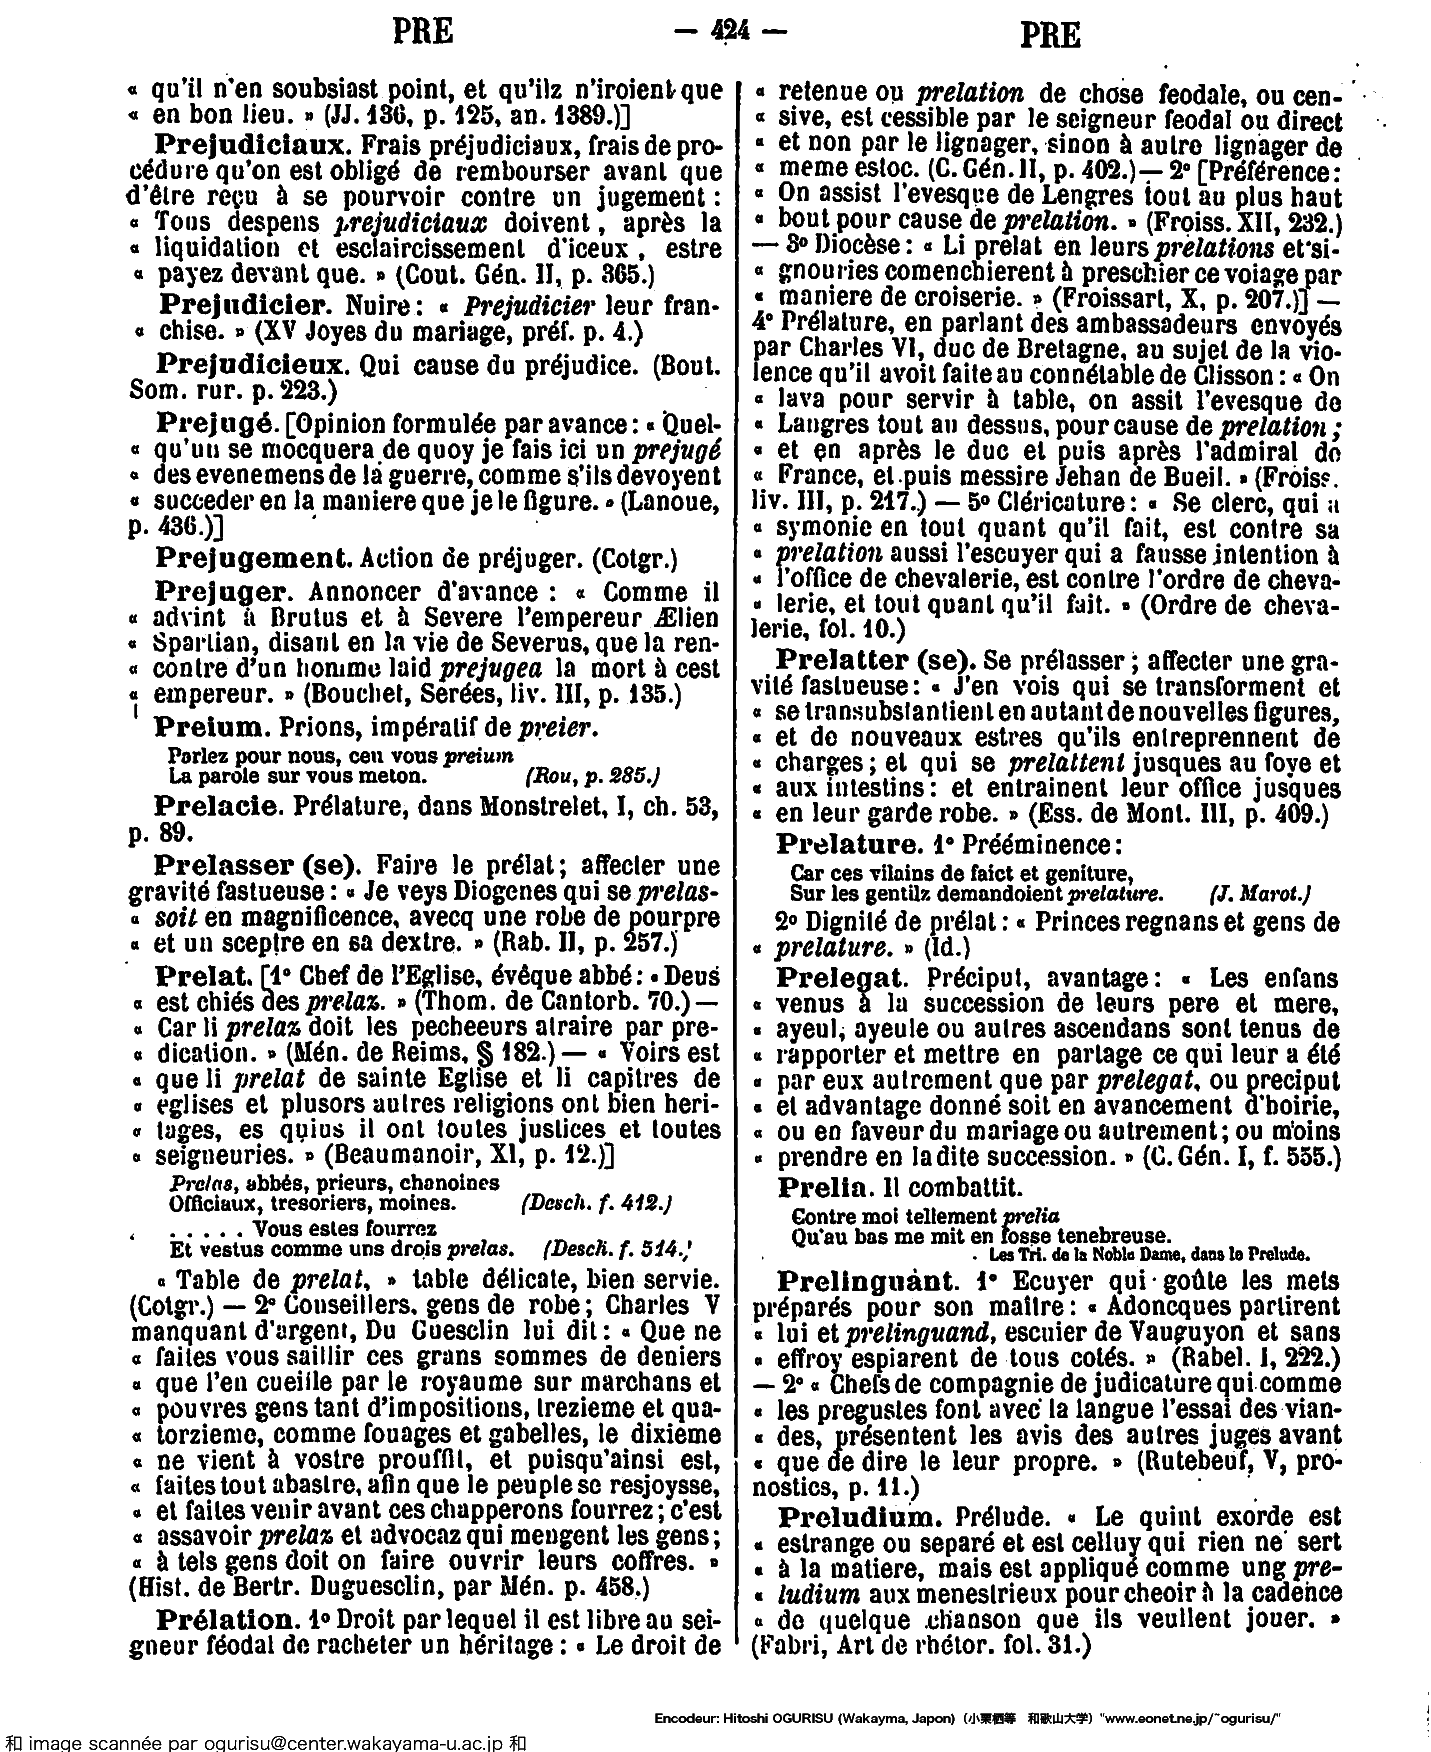 PRE — 424 — PRE
« qu'il n'en soubsiast point, et qu'ilz n'iroient que
« en bon lieu. » (JJ. 136, p. 125, an. 1389.)]
Prejudiciaux. Frais préjudiciaux, frais de pro-
cédure qu'on est obligé de rembourser avant que
d'être reçu à se pourvoir contre un jugement :
« Tous despens prejudiciaux doivent, après la
« liquidation et esclaircissement d'iceux, estre
« payez devant que. » (Cout. Gén. II, p. 365.)
Prejudicier. Nuire : « Prejudicier leur fran-
« chise. » (XV Joyes du mariage, préf. p. 4.)
Prejudicieux. Qui cause du préjudice. (Bout.
Som. rur. p. 223.)
Prejugé. [Opinion formulée par avance : « Quel-
« qu'un se mocquera de quoy je fais ici un prejugé
« des evenemens de la guerre, comme s'ils devoyent
« succeder en la maniere que je le figure. » (Lanoue,
p. 436.)]
Prejugement. Action de préjuger. (Cotgr.)
Prejuger. Annoncer d'avance : « Comme il
« advint à Brutus et à Severe l'empereur Ælien
« Spartian, disant en la vie de Severus, que la ren-
« contre d'un homme laid prejugea la mort à cest
« empereur. » (Bouchet, Serées, liv. III, p. 135.)
Preium. Prions, impératif de preier.
Parlez pour nous, ceu vous preium
La parole sur vous meton. (Rou, p. 285.)
Prelacie. Prélature, dans Monstrelet, I, ch. 53,
p. 89.
Prelasser (se). Faire le prélat ; affecter une
gravité fastueuse : « Je veys Diogenes qui se prelas-
« soit en magnificence, avecq une robe de pourpre
« et un sceptre en sa dextre. » (Rab. II, p. 257.)
Prelat. [1° Chef de l'Eglise, évêque abbé : « Deus
« est chiés des prelaz. » (Thom. de Cantorb. 70.) —
« Car li prelaz doit les pecheeurs atraire par pre-
« dication. » (Mén. de Reims, § 182.) — « Voirs est
« que li prelat de sainte Eglise et li capitres de
« eglises et plusors autres religions ont bien heri-
« tages, es quius il ont toutes justices et toutes
« seigneuries. » (Beaumanoir, XI, p. 12.)]
Prelas, abbés, prieurs, chanoines
Officiaux, tresoriers, moines. (Desch. f. 412.)
. . . . . Vous estes fourrez
Et vestus comme uns drois prelas. (Desch. f. 514.)
« Table de prelat, » table délicate, bien servie.
(Cotgr.) — 2° Conseillers, gens de robe ; Charles V
manquant d'argent, Du Guesclin lui dit : « Que ne
« faites vous saillir ces grans sommes de deniers
« que l'en cueille par le royaume sur marchans et
« pouvres gens tant d'impositions, trezieme et qua-
« torzieme, comme fouages et gabelles, le dixieme
« ne vient à vostre prouffit, et puisqu'ainsi est,
« faites tout abastre, afin que le peuple se resjoysse,
« et faites venir avant ces chapperons fourrez ; c'est
« assavoir prelaz et advocaz qui mengent les gens ;
« à tels gens doit on faire ouvrir leurs coffres. »
(Hist. de Bertr. Duguesclin, par Mén. p. 458.)
Prélation. 1° Droit par lequel il est libre au sei-
gneur féodal de racheter un héritage : « Le droit de
« retenue ou prelation de chose feodale, ou cen-
« sive, est cessible par le seigneur feodal ou direct
« et non par le lignager, sinon à autre lignager de
« meme estoc. (C. Gén. II, p. 402.) — 2° [Préférence :
« On assist l'evesque de Lengres tout au plus haut
« bout pour cause de prelation. » (Froiss. XII, 232.)
— 3° Diocèse : « Li prelat en leurs prelations et si-
« gnouries comenchierent à preschier ce voiage par
« maniere de croiserie. » (Froissart, X, p. 207.)] —
4° Prélature, en parlant des ambassadeurs envoyés
par Charles VI, duc de Bretagne, au sujet de la vio-
lence qu'il avoit faite au connétable de Clisson : « On
« lava pour servir à table, on assit l'evesque de
« Langres tout au dessus, pour cause de prelation ;
« et en après le duc et puis après l'admiral de
« France, et puis messire Jehan de Bueil. » (Froiss.
liv. III, p. 217.) — 5° Cléricature : « Se clerc, qui a
« symonie en tout quant qu'il fait, est contre sa
« prelation aussi l'escuyer qui a fausse intention à
« l'office de chevalerie, est contre l'ordre de cheva-
« lerie, et tout quant qu'il fait. » (Ordre de cheva-
lerie, fol. 10.)
Prelatter (se). Se prélasser ; affecter une gra-
vité fastueuse : « J'en vois qui se transforment et
« se transubstantient en autant de nouvelles figures,
« et de nouveaux estres qu'ils entreprennent de
« charges ; et qui se prelattent jusques au foye et
« aux intestins : et entrainent leur office jusques
« en leur garde robe. » (Ess. de Mont. III, p. 409.)
Prelature. 1° Prééminence :
Car ces vilains de faict et geniture,
Sur les gentilz demandoient prelature. (J. Marot.)
2° Dignité de prélat : « Princes regnans et gens de
« prelature. » (Id.)
Prelegat. Préciput, avantage : « Les enfans
« venus à la succession de leurs pere et mere,
« ayeul, ayeule ou autres ascendans sont tenus de
« rapporter et mettre en partage ce qui leur a été
« par eux autrement que par prelegat, ou preciput
« et advantage donné soit en avancement d'hoirie,
« ou en faveur du mariage ou autrement ; ou moins
« prendre en ladite succession. » (C. Gén. I, f. 555.)
Prelia. Il combattit.
Contre moi tellement prelia
Qu'au bas me mit en fosse tenebreuse.
Les Tri. de la Noble Dame, dans le Prelude.
Prelinguant. 1° Ecuyer qui goûte les mets
préparés pour son maître : « Adoncques partirent
« lui et prelinguand, escuier de Vauguyon et sans
« effroy espiarent de tous cotés. » (Rabel. I, 222.)
— 2° « Chefs de compagnie de judicature qui comme
« les pregustes font avec la langue l'essai des vian-
« des, présentent les avis des autres juges avant
« que de dire le leur propre. » (Rutebeuf, V, pro-
nostics, p. 11.)
Preludium. Prélude. « Le quint exorde est
« estrange ou separé et est celluy qui rien ne sert
« à la matiere, mais est appliqué comme ung pre-
« ludium aux menestrieux pour cheoir à la cadence
« de quelque chanson que ils veullent jouer. »
(Fabri, Art de rhétor. fol. 31.)
Encodeur: Hitoshi OGURISU (Wakayma, Japon) (小栗栖等 和歌山大学) "www.eonet.ne.jp/~ogurisu/"
和 image scannée par ogurisu@center.wakayama-u.ac.jp 和